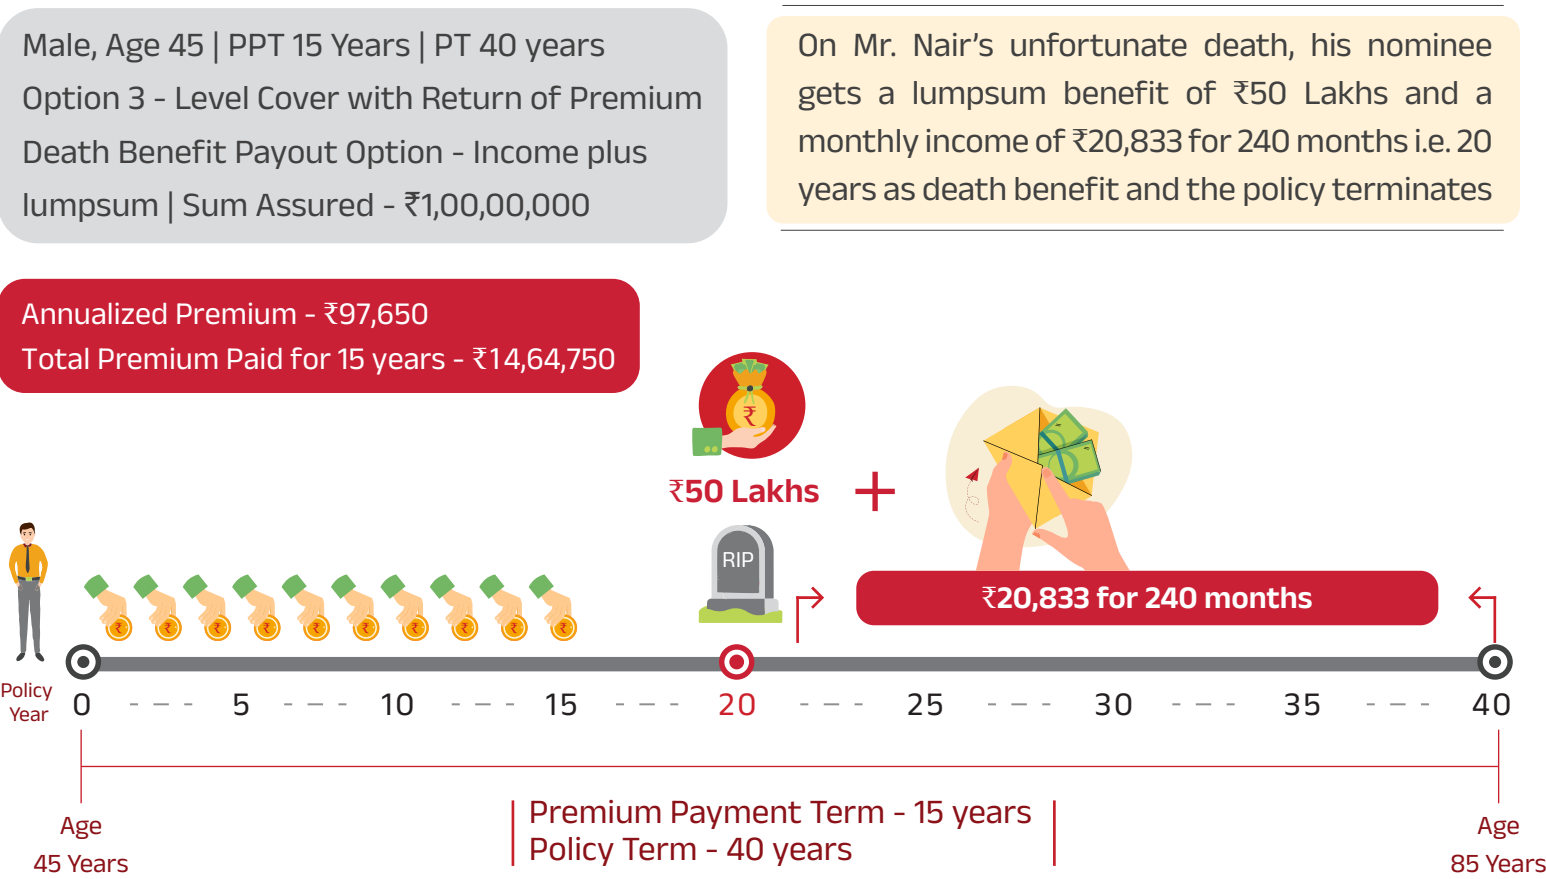 Male, Age 45 | PPT 15 Years | PT 40 years
Option 3 - Level Cover with Return of Premium
Death Benefit Payout Option - Income plus
lumpsum | Sum Assured - ₹1,00,00,000
On Mr. Nair's unfortunate death, his nominee
gets a lumpsum benefit of ₹50 Lakhs and a
monthly income of ₹20,833 for 240 months i.e. 20
years as death benefit and the policy terminates
Annualized Premium - ₹97,650
Total Premium Paid for 15 years - ₹14,64,750
₹
₹50 Lakhs +
RIP
₹20,833 for 240 months
₹ ₹ ₹ ₹ ₹ ₹ ₹ ₹ ₹ ₹
Policy
Year
0 - – - 5 - – - 10 - – - 15 - – - 20 - – - 25 - – - 30 - – - 35 - – - 40
Premium Payment Term - 15 years
Policy Term - 40 years
Age
45 Years
Age
85 Years